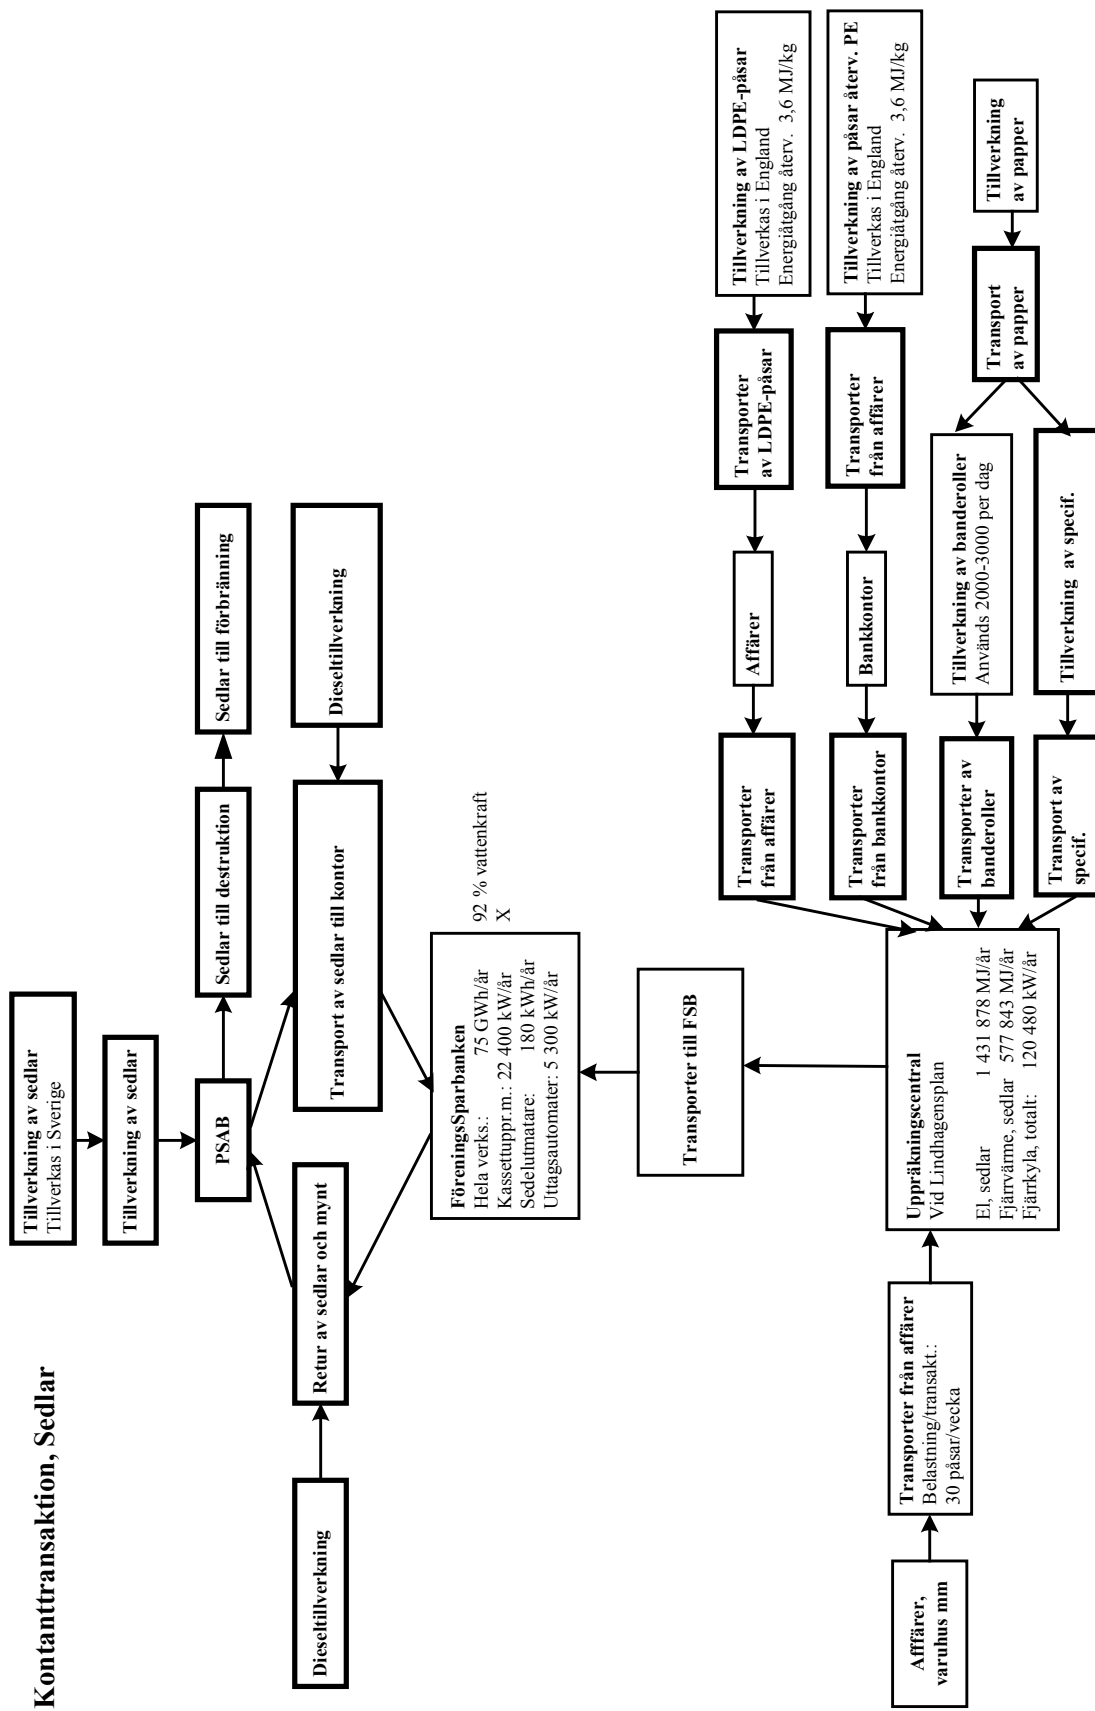 Kontanttransaktion, Sedlar
Tillverkning av sedlar
Tillverkas i Sverige
Tillverkning av sedlar
PSAB
Sedlar till destruktion
Sedlar till förbränning
Dieseltillverkning
Retur av sedlar och mynt
Transport av sedlar till kontor
Dieseltillverkning
FöreningsSparbanken
Hela verks.: 75 GWh/år
Kassettuppr.m.: 22 400 kW/år
Sedelutmatare: 180 kWh/år
Uttagsautomater: 5 300 kW/år
92 % vattenkraft
X
Transporter till FSB
Afffärer,
varuhus mm
Transporter från affärer
Belastning/transakt.:
30 påsar/vecka
Uppräkningscentral
Vid Lindhagensplan
El, sedlar 1 431 878 MJ/år
Fjärrvärme, sedlar 577 843 MJ/år
Fjärrkyla, totalt: 120 480 kW/år
Transporter
från affärer
Affärer
Transporter
av LDPE-påsar
Tillverkning av LDPE-påsar
Tillverkas i England
Energiåtgång återv. 3,6 MJ/kg
Transporter
från bankkontor
Bankkontor
Transporter
från affärer
Tillverkning av påsar återv. PE
Tillverkas i England
Energiåtgång återv. 3,6 MJ/kg
Transporter av
banderoller
Tillverkning av banderoller
Används 2000-3000 per dag
Transport av
specif.
Tillverkning av specif.
Transport
av papper
Tillverkning
av papper